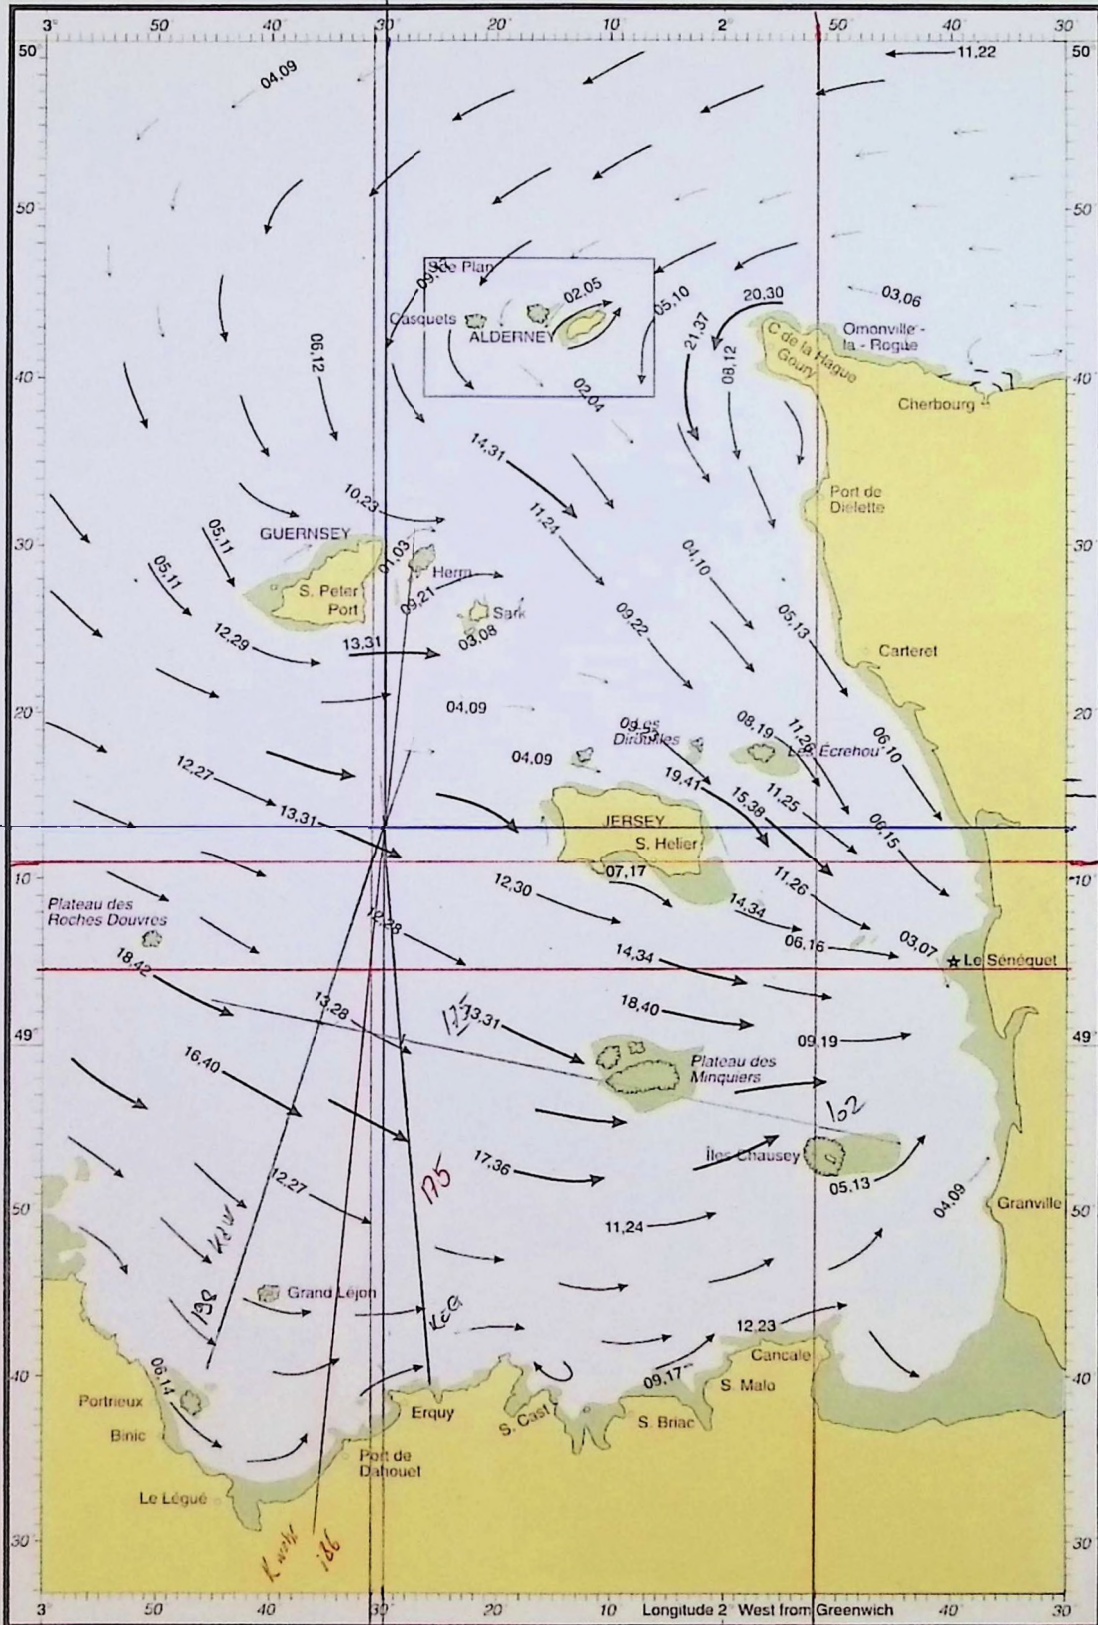 3° 50' 40' 30' 20' 10' 2° 50' 40' 30'
50° 50°
11,22
04,09
50' 50'
See Plan
02,05
05,10
20,30
03,06
Casquets
ALDERNEY
21,37
C de la Hague
Omonville -
la - Rogue
Goury
06,12
08,12
40' 40'
02,04
Cherbourg
14,31
10,23
11,24
Port de
Dielette
GUERNSEY
05,11
30' 30'
01,03
04,10
05,11
Herm
S. Peter
Port
09,21
Sark
09,22
05,13
12,29
13,31
03,08
Carteret
20' 20'
04,09
Les
Dirouilles
08,19
11,26
Les Écrehou
06,10
04,09
12,27
19,41
15,38
11,25
13,31
JERSEY
06,15
S. Helier
10' 10'
07,17
12,30
11,26
Plateau des
Roches Douvres
12,28
14,34
06,16
03,07
14,34
Le Sénéquet
18,42
13,28
175
13,31
18,40
49° 49°
09,19
16,40
Plateau des
Minquiers
102
17,36
Îles Chausey
175
12,27
05,13
04,09
50' 50'
Granville
11,24
198
Grand Léjon
12,23
06,14
Cancale
40' 40'
09,17
S. Malo
Portrieux
Erquy
S. Cast
S. Briac
Binic
Port de
Dahouet
Le Légué
30' 30'
186
3 50' 40' 30' 20' 10' Longitude 2° West from Greenwich 40' 30'